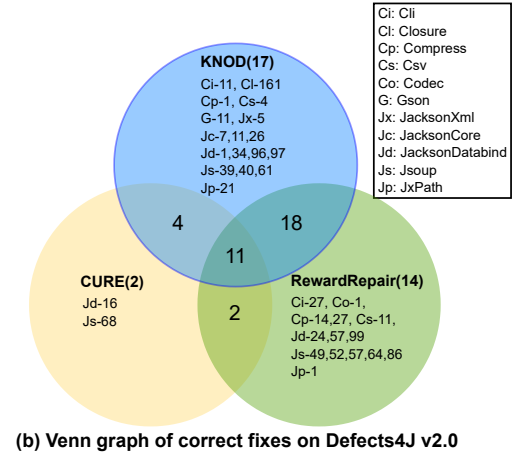 KNOD(17)
Ci-11, Cl-161
Cp-1, Cs-4
G-11, Jx-5
Jc-7,11,26
Jd-1,34,96,97
Js-39,40,61
Jp-21
Ci: Cli
Cl: Closure
Cp: Compress
Cs: Csv
Co: Codec
G: Gson
Jx: JacksonXml
Jc: JacksonCore
Jd: JacksonDatabind
Js: Jsoup
Jp: JxPath
4
18
11
CURE(2)
Jd-16
Js-68
2
RewardRepair(14)
Ci-27, Co-1,
Cp-14,27, Cs-11,
Jd-24,57,99
Js-49,52,57,64,86
Jp-1
(b) Venn graph of correct fixes on Defects4J v2.0